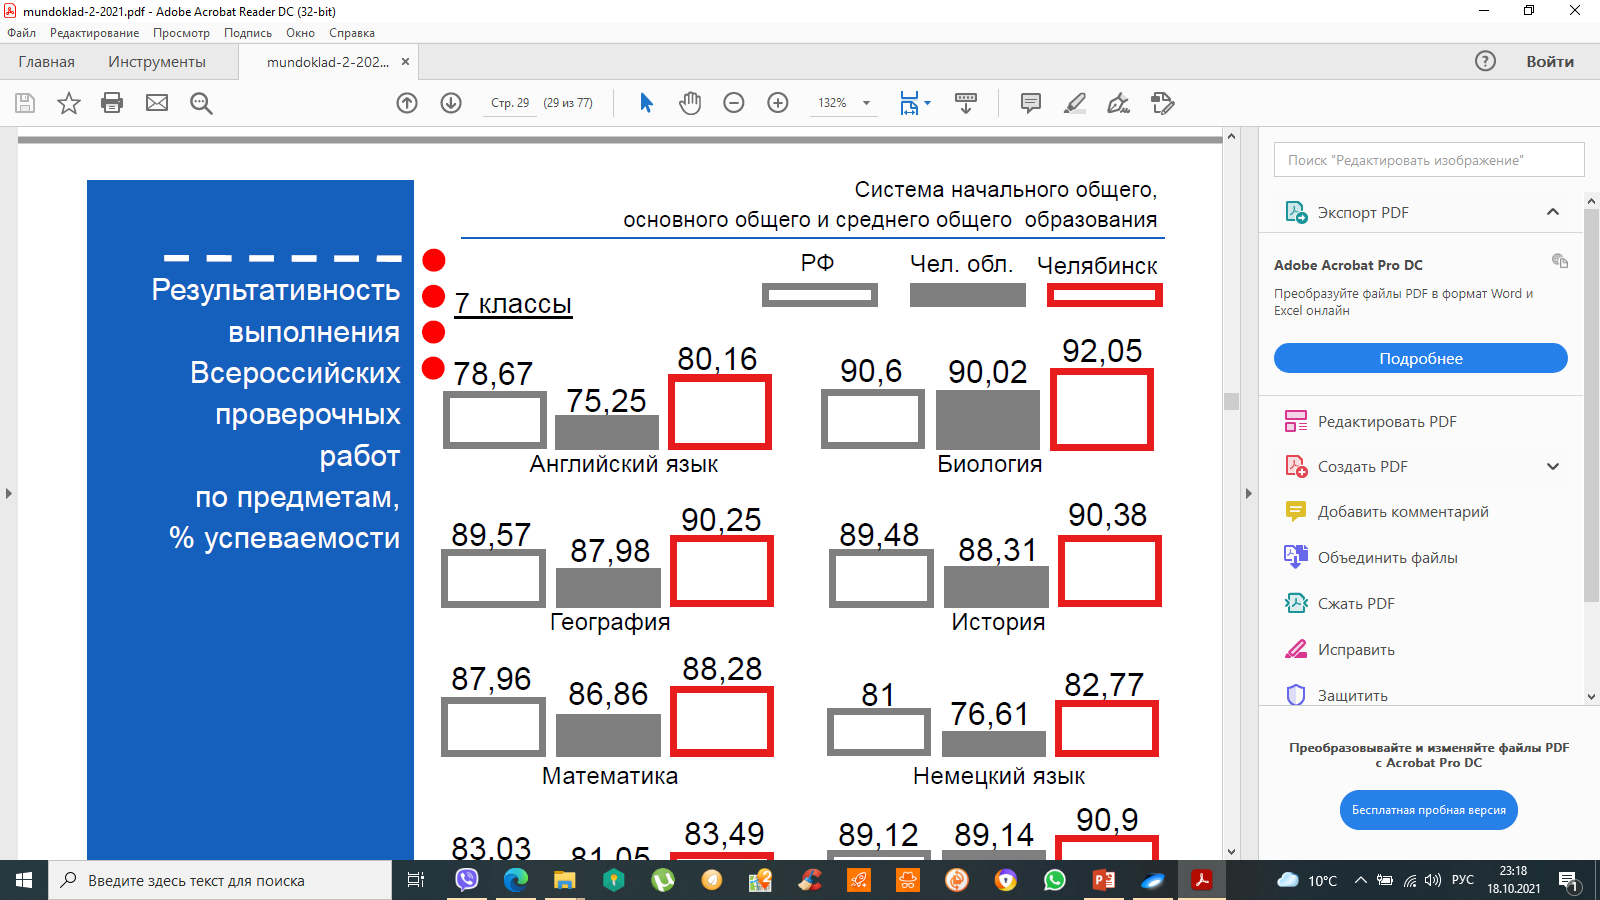 mundoklad-2-2021.pdf - Adobe Acrobat Reader DC (32-bit)
Файл Редактирование Просмотр Подпись Окно Справка
Главная Инструменты mundoklad-2-202... × ? Войти
Стр. 29 (29 из 77) 132%
Поиск "Редактировать изображение"
Экспорт PDF
Adobe Acrobat Pro DC
Преобразуйте файлы PDF в формат Word и
Excel онлайн
Подробнее
Редактировать PDF
Создать PDF
Добавить комментарий
Объединить файлы
Сжать PDF
Исправить
Защитить
Преобразовывайте и изменяйте файлы PDF
с Acrobat Pro DC
Бесплатная пробная версия
Система начального общего,
основного общего и среднего общего образования
Результативность
выполнения
Всероссийских
проверочных
работ
по предметам,
% успеваемости
РФ Чел. обл. Челябинск
7 классы
78,67 75,25 80,16
Английский язык
90,6 90,02 92,05
Биология
89,57 87,98 90,25
География
89,48 88,31 90,38
История
87,96 86,86 88,28
Математика
81 76,61 82,77
Немецкий язык
83,03 81,05 83,49
89,12 89,14 90,9
Введите здесь текст для поиска
10°C РУС 23:18
18.10.2021
1